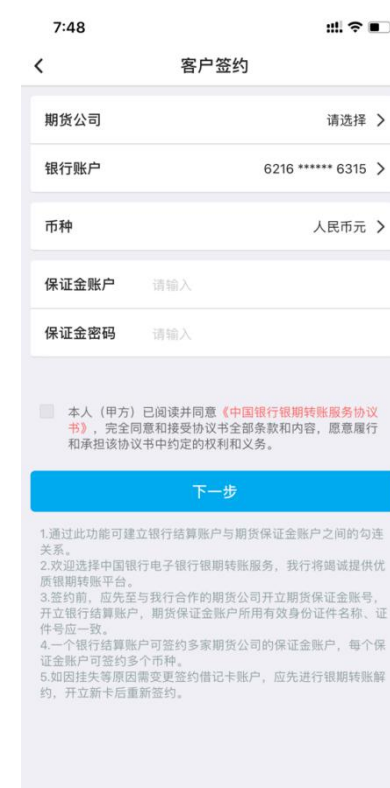 7:48
客户签约
期货公司 请选择
银行账户 6216 ****** 6315
币种 人民币元
保证金账户 请输入
保证金密码 请输入
本人（甲方）已阅读并同意《中国银行银期转账服务协议
书》，完全同意和接受协议书全部条款和内容，愿意履行
和承担该协议书中约定的权利和义务。
下一步
1.通过此功能可建立银行结算账户与期货保证金账户之间的勾连
关系。
2.欢迎选择中国银行电子银行银期转账服务，我行将竭诚提供优
质银期转账平台。
3.签约前，应先至与我行合作的期货公司开立期货保证金账号，
开立银行结算账户，期货保证金账户所用有效身份证件名称、证
件号应一致。
4.一个银行结算账户可签约多家期货公司的保证金账户，每个保
证金账户可签约多个币种。
5.如因挂失等原因需变更签约借记卡账户，应先进行银期转账解
约，开立新卡后重新签约。